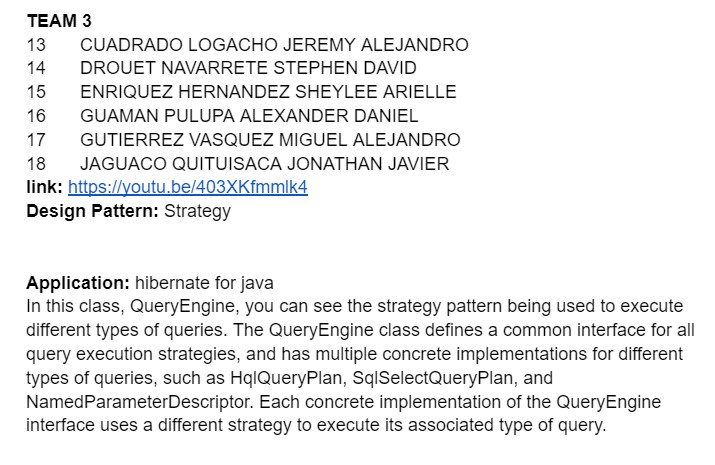 TEAM 3
13 CUADRADO LOGACHO JEREMY ALEJANDRO
14 DROUET NAVARRETE STEPHEN DAVID
15 ENRIQUEZ HERNANDEZ SHEYLEE ARIELLE
16 GUAMAN PULUPA ALEXANDER DANIEL
17 GUTIERREZ VASQUEZ MIGUEL ALEJANDRO
18 JAGUACO QUITUISACA JONATHAN JAVIER
link: https://youtu.be/403XKfmmlk4
Design Pattern: Strategy
Application: hibernate for java
In this class, QueryEngine, you can see the strategy pattern being used to execute
different types of queries. The QueryEngine class defines a common interface for all
query execution strategies, and has multiple concrete implementations for different
types of queries, such as HqlQueryPlan, SqlSelectQueryPlan, and
NamedParameterDescriptor. Each concrete implementation of the QueryEngine
interface uses a different strategy to execute its associated type of query.